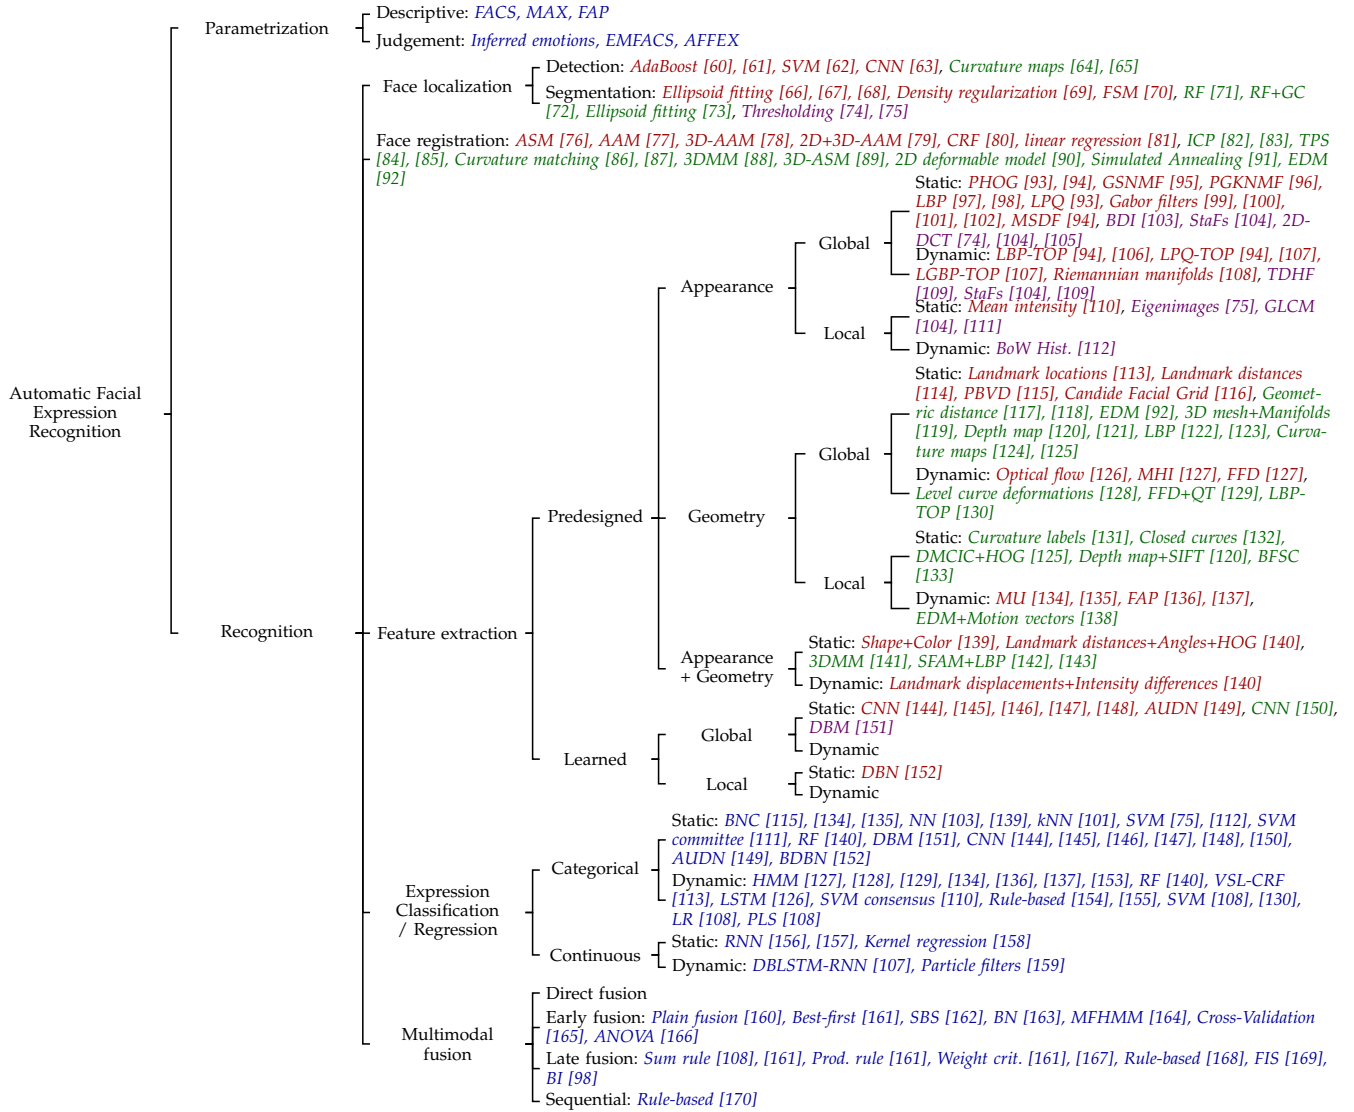 Descriptive: FACS, MAX, FAP
Parametrization
Judgement: Inferred emotions, EMFACS, AFFEX
Detection: AdaBoost [60], [61], SVM [62], CNN [63], Curvature maps [64], [65]
Face localization
Segmentation: Ellipsoid fitting [66], [67], [68], Density regularization [69], FSM [70], RF [71], RF+GC
[72], Ellipsoid fitting [73], Thresholding [74], [75]
Face registration: ASM [76], AAM [77], 3D-AAM [78], 2D+3D-AAM [79], CRF [80], linear regression [81], ICP [82], [83], TPS
[84], [85], Curvature matching [86], [87], 3DMM [88], 3D-ASM [89], 2D deformable model [90], Simulated Annealing [91], EDM
[92]
Static: PHOG [93], [94], GSNMF [95], PGKNMF [96],
LBP [97], [98], LPQ [93], Gabor filters [99], [100],
[101], [102], MSDF [94], BDI [103], StaFs [104], 2D-
DCT [74], [104], [105]
Global
Dynamic: LBP-TOP [94], [106], LPQ-TOP [94], [107],
LGBP-TOP [107], Riemannian manifolds [108], TDHF
[109], StaFs [104], [109]
Appearance
Static: Mean intensity [110], Eigenimages [75], GLCM
[104], [111]
Local
Dynamic: BoW Hist. [112]
Static: Landmark locations [113], Landmark distances
[114], PBVD [115], Candide Facial Grid [116], Geomet-
ric distance [117], [118], EDM [92], 3D mesh+Manifolds
[119], Depth map [120], [121], LBP [122], [123], Curva-
ture maps [124], [125]
Global
Dynamic: Optical flow [126], MHI [127], FFD [127],
Level curve deformations [128], FFD+QT [129], LBP-
TOP [130]
Automatic Facial
Expression
Recognition
Predesigned
Geometry
Static: Curvature labels [131], Closed curves [132],
DMCIC+HOG [125], Depth map+SIFT [120], BFSC
[133]
Local
Dynamic: MU [134], [135], FAP [136], [137],
EDM+Motion vectors [138]
Recognition
Feature extraction
Static: Shape+Color [139], Landmark distances+Angles+HOG [140],
3DMM [141], SFAM+LBP [142], [143]
Appearance
+ Geometry
Dynamic: Landmark displacements+Intensity differences [140]
Static: CNN [144], [145], [146], [147], [148], AUDN [149], CNN [150],
DBM [151]
Global
Dynamic
Learned
Static: DBN [152]
Local
Dynamic
Static: BNC [115], [134], [135], NN [103], [139], kNN [101], SVM [75], [112], SVM
committee [111], RF [140], DBM [151], CNN [144], [145], [146], [147], [148], [150],
AUDN [149], BDBN [152]
Categorical
Dynamic: HMM [127], [128], [129], [134], [136], [137], [153], RF [140], VSL-CRF
[113], LSTM [126], SVM consensus [110], Rule-based [154], [155], SVM [108], [130],
LR [108], PLS [108]
Expression
Classification
/ Regression
Static: RNN [156], [157], Kernel regression [158]
Continuous
Dynamic: DBLSTM-RNN [107], Particle filters [159]
Direct fusion
Early fusion: Plain fusion [160], Best-first [161], SBS [162], BN [163], MFHMM [164], Cross-Validation
[165], ANOVA [166]
Multimodal
fusion
Late fusion: Sum rule [108], [161], Prod. rule [161], Weight crit. [161], [167], Rule-based [168], FIS [169],
BI [98]
Sequential: Rule-based [170]